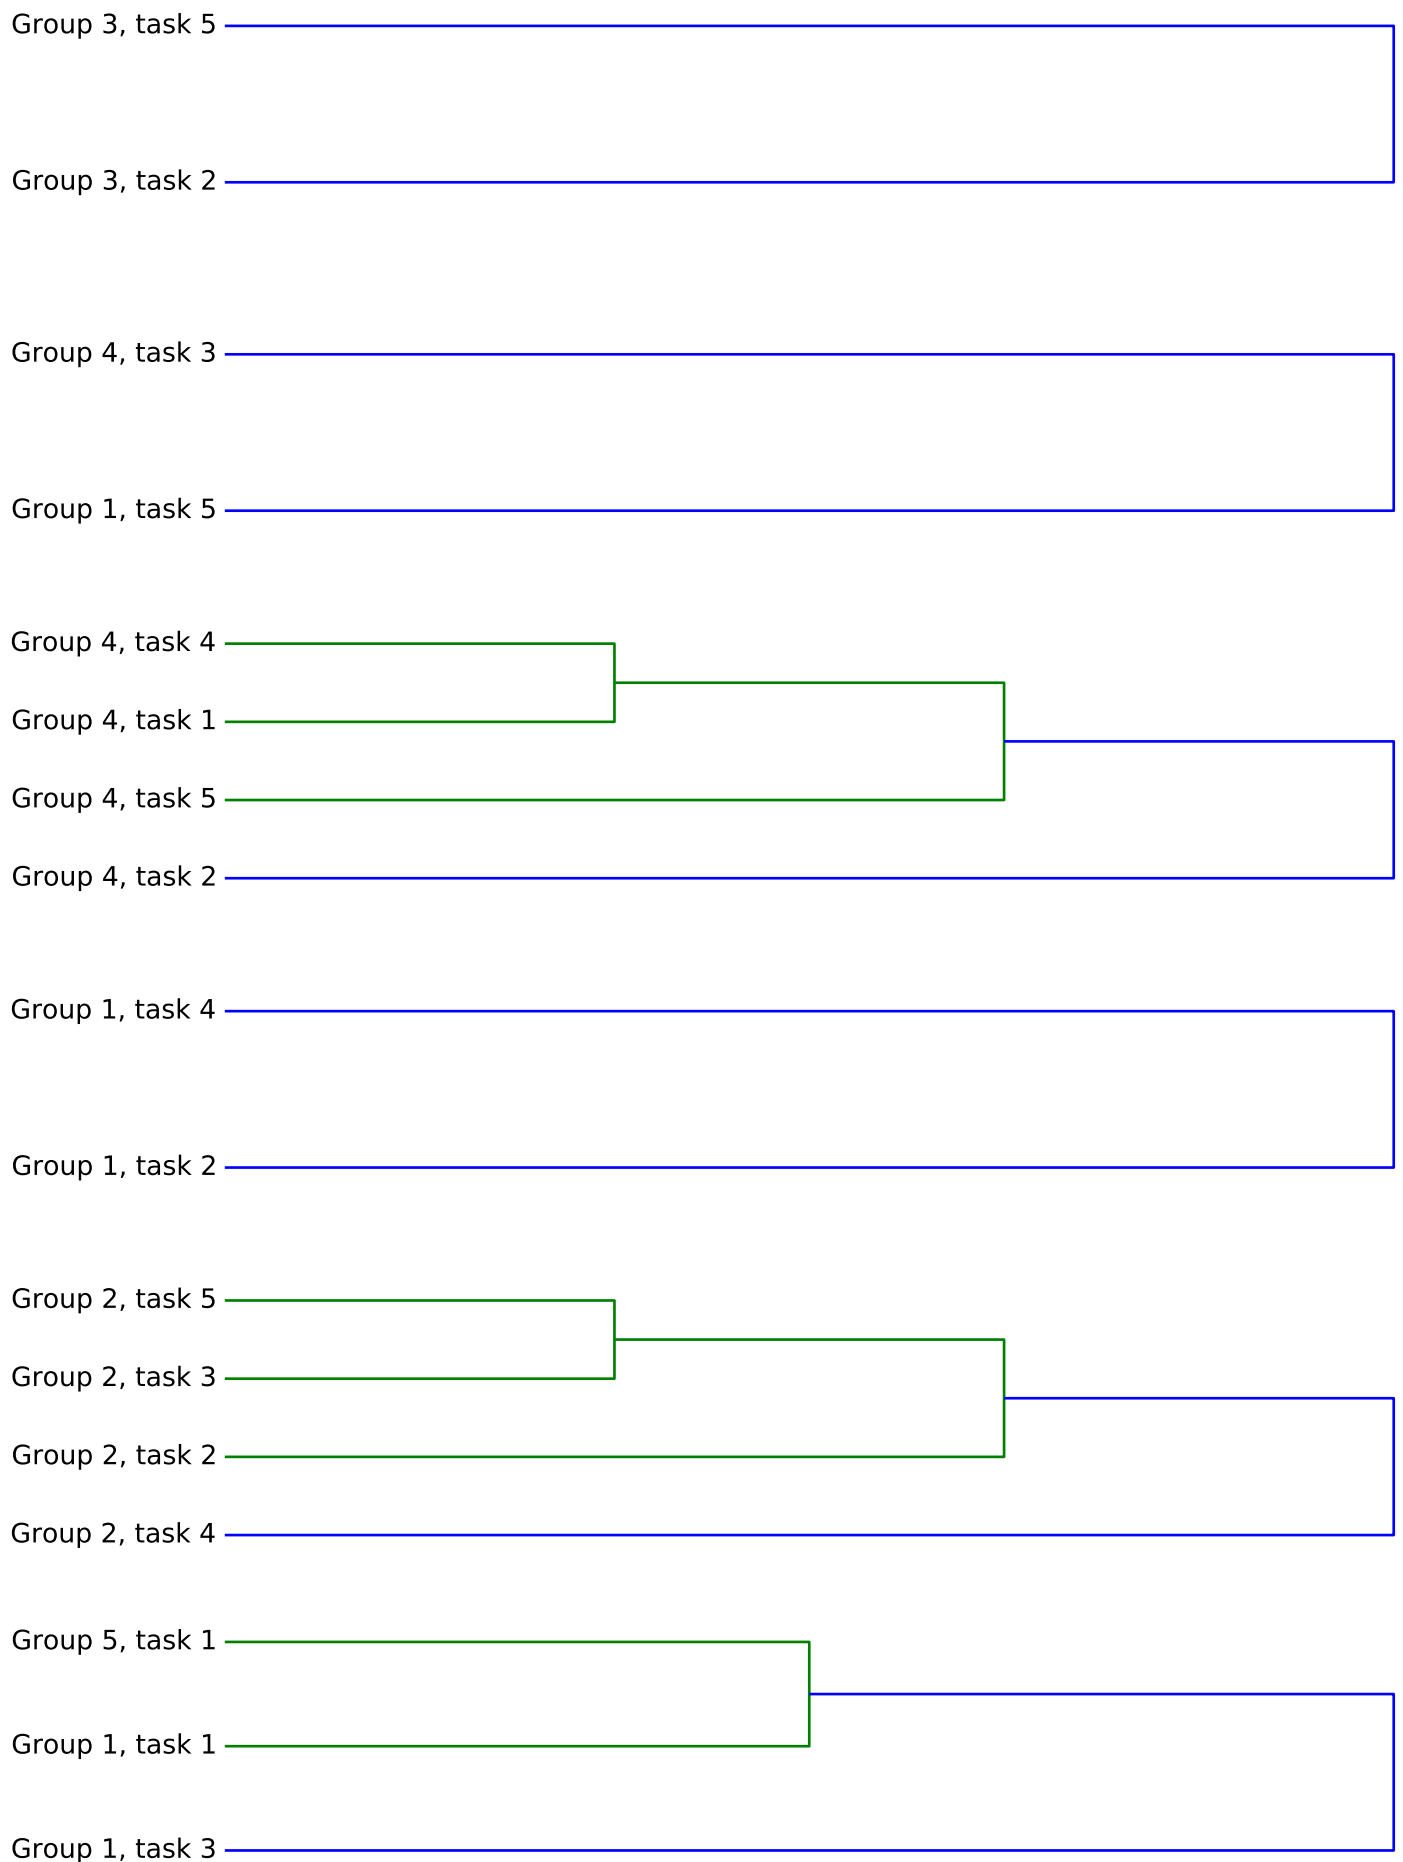 Group 3, task 5
Group 3, task 2
Group 4, task 3
Group 1, task 5
Group 4, task 4
Group 4, task 1
Group 4, task 5
Group 4, task 2
Group 1, task 4
Group 1, task 2
Group 2, task 5
Group 2, task 3
Group 2, task 2
Group 2, task 4
Group 5, task 1
Group 1, task 1
Group 1, task 3